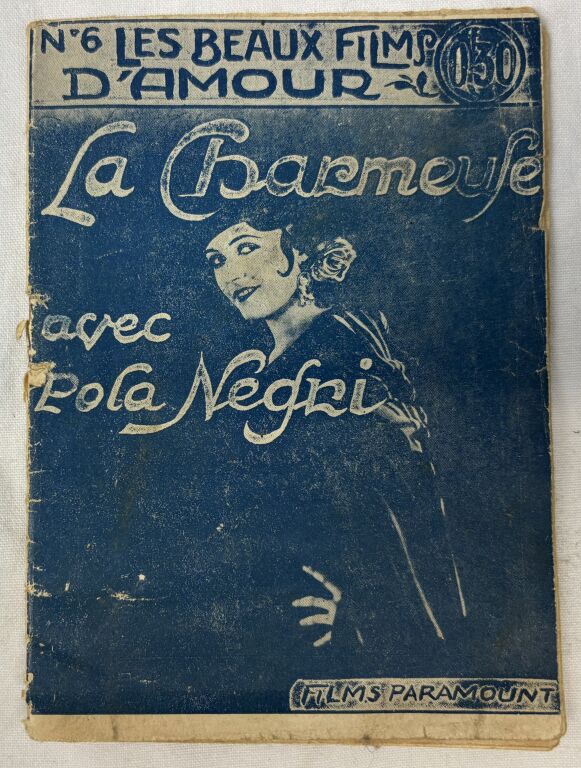 N°6 LES BEAUX FILMS
D'AMOUR
0.30
La Charmeuse
avec
Pola Negri
FILMS PARAMOUNT